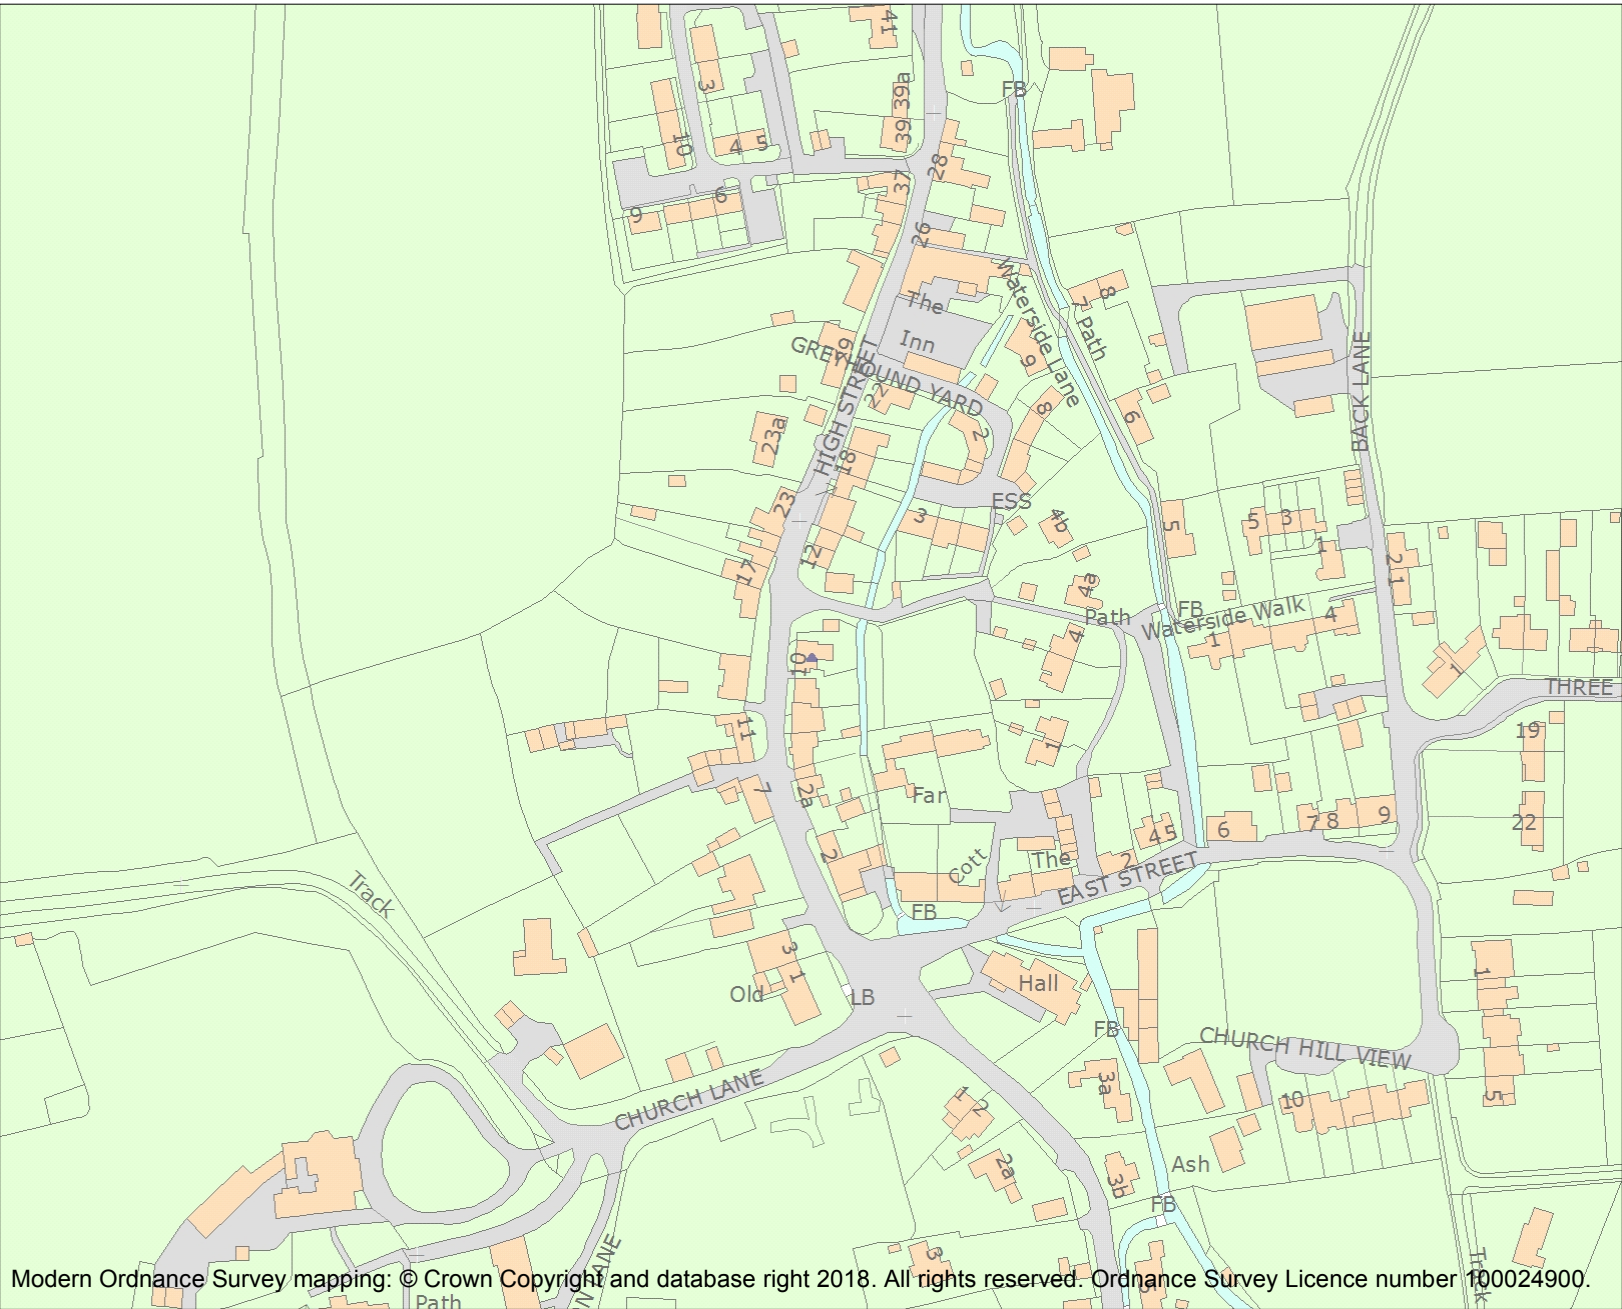 41
3
39a
FB
39
10
4 5
28
37
6
9
26
The
Inn
Waterside Lane
7
8
Path
19
GREYHOUND YARD
HIGH STREET
22
9
8
2
6
BACK LANE
23a
18
23
ESS
3
4b
5
5
3
1
12
17
2
1
4a
Path
FB
Waterside Walk
1
4
4
10
1
THREE
11
1
19
7
2a
Far
22
2
Cott
The
2
4 5
6
7 8
9
EAST STREET
Track
FB
3
1
Old
LB
Hall
FB
1
CHURCH HILL VIEW
10
5
CHURCH LANE
1
2
3a
2a
3b
Ash
FB
3
Track
Path
Modern Ordnance Survey mapping: © Crown Copyright and database right 2018. All rights reserved. Ordnance Survey Licence number 100024900.